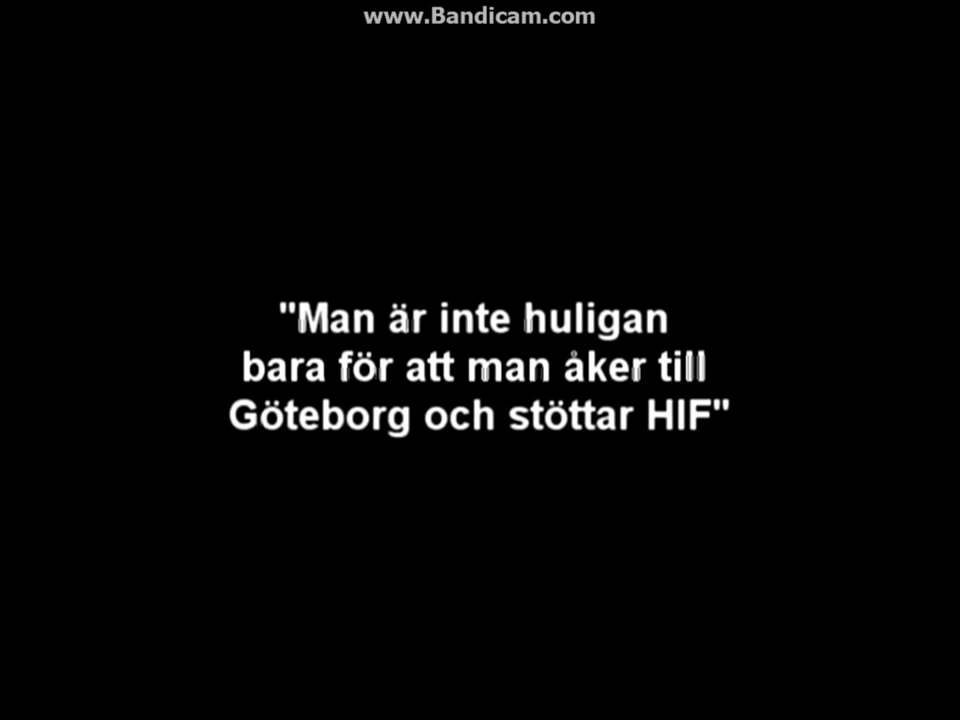 www.Bandicam.com
"Man är inte huligan
bara för att man åker till
Göteborg och stöttar HIF"